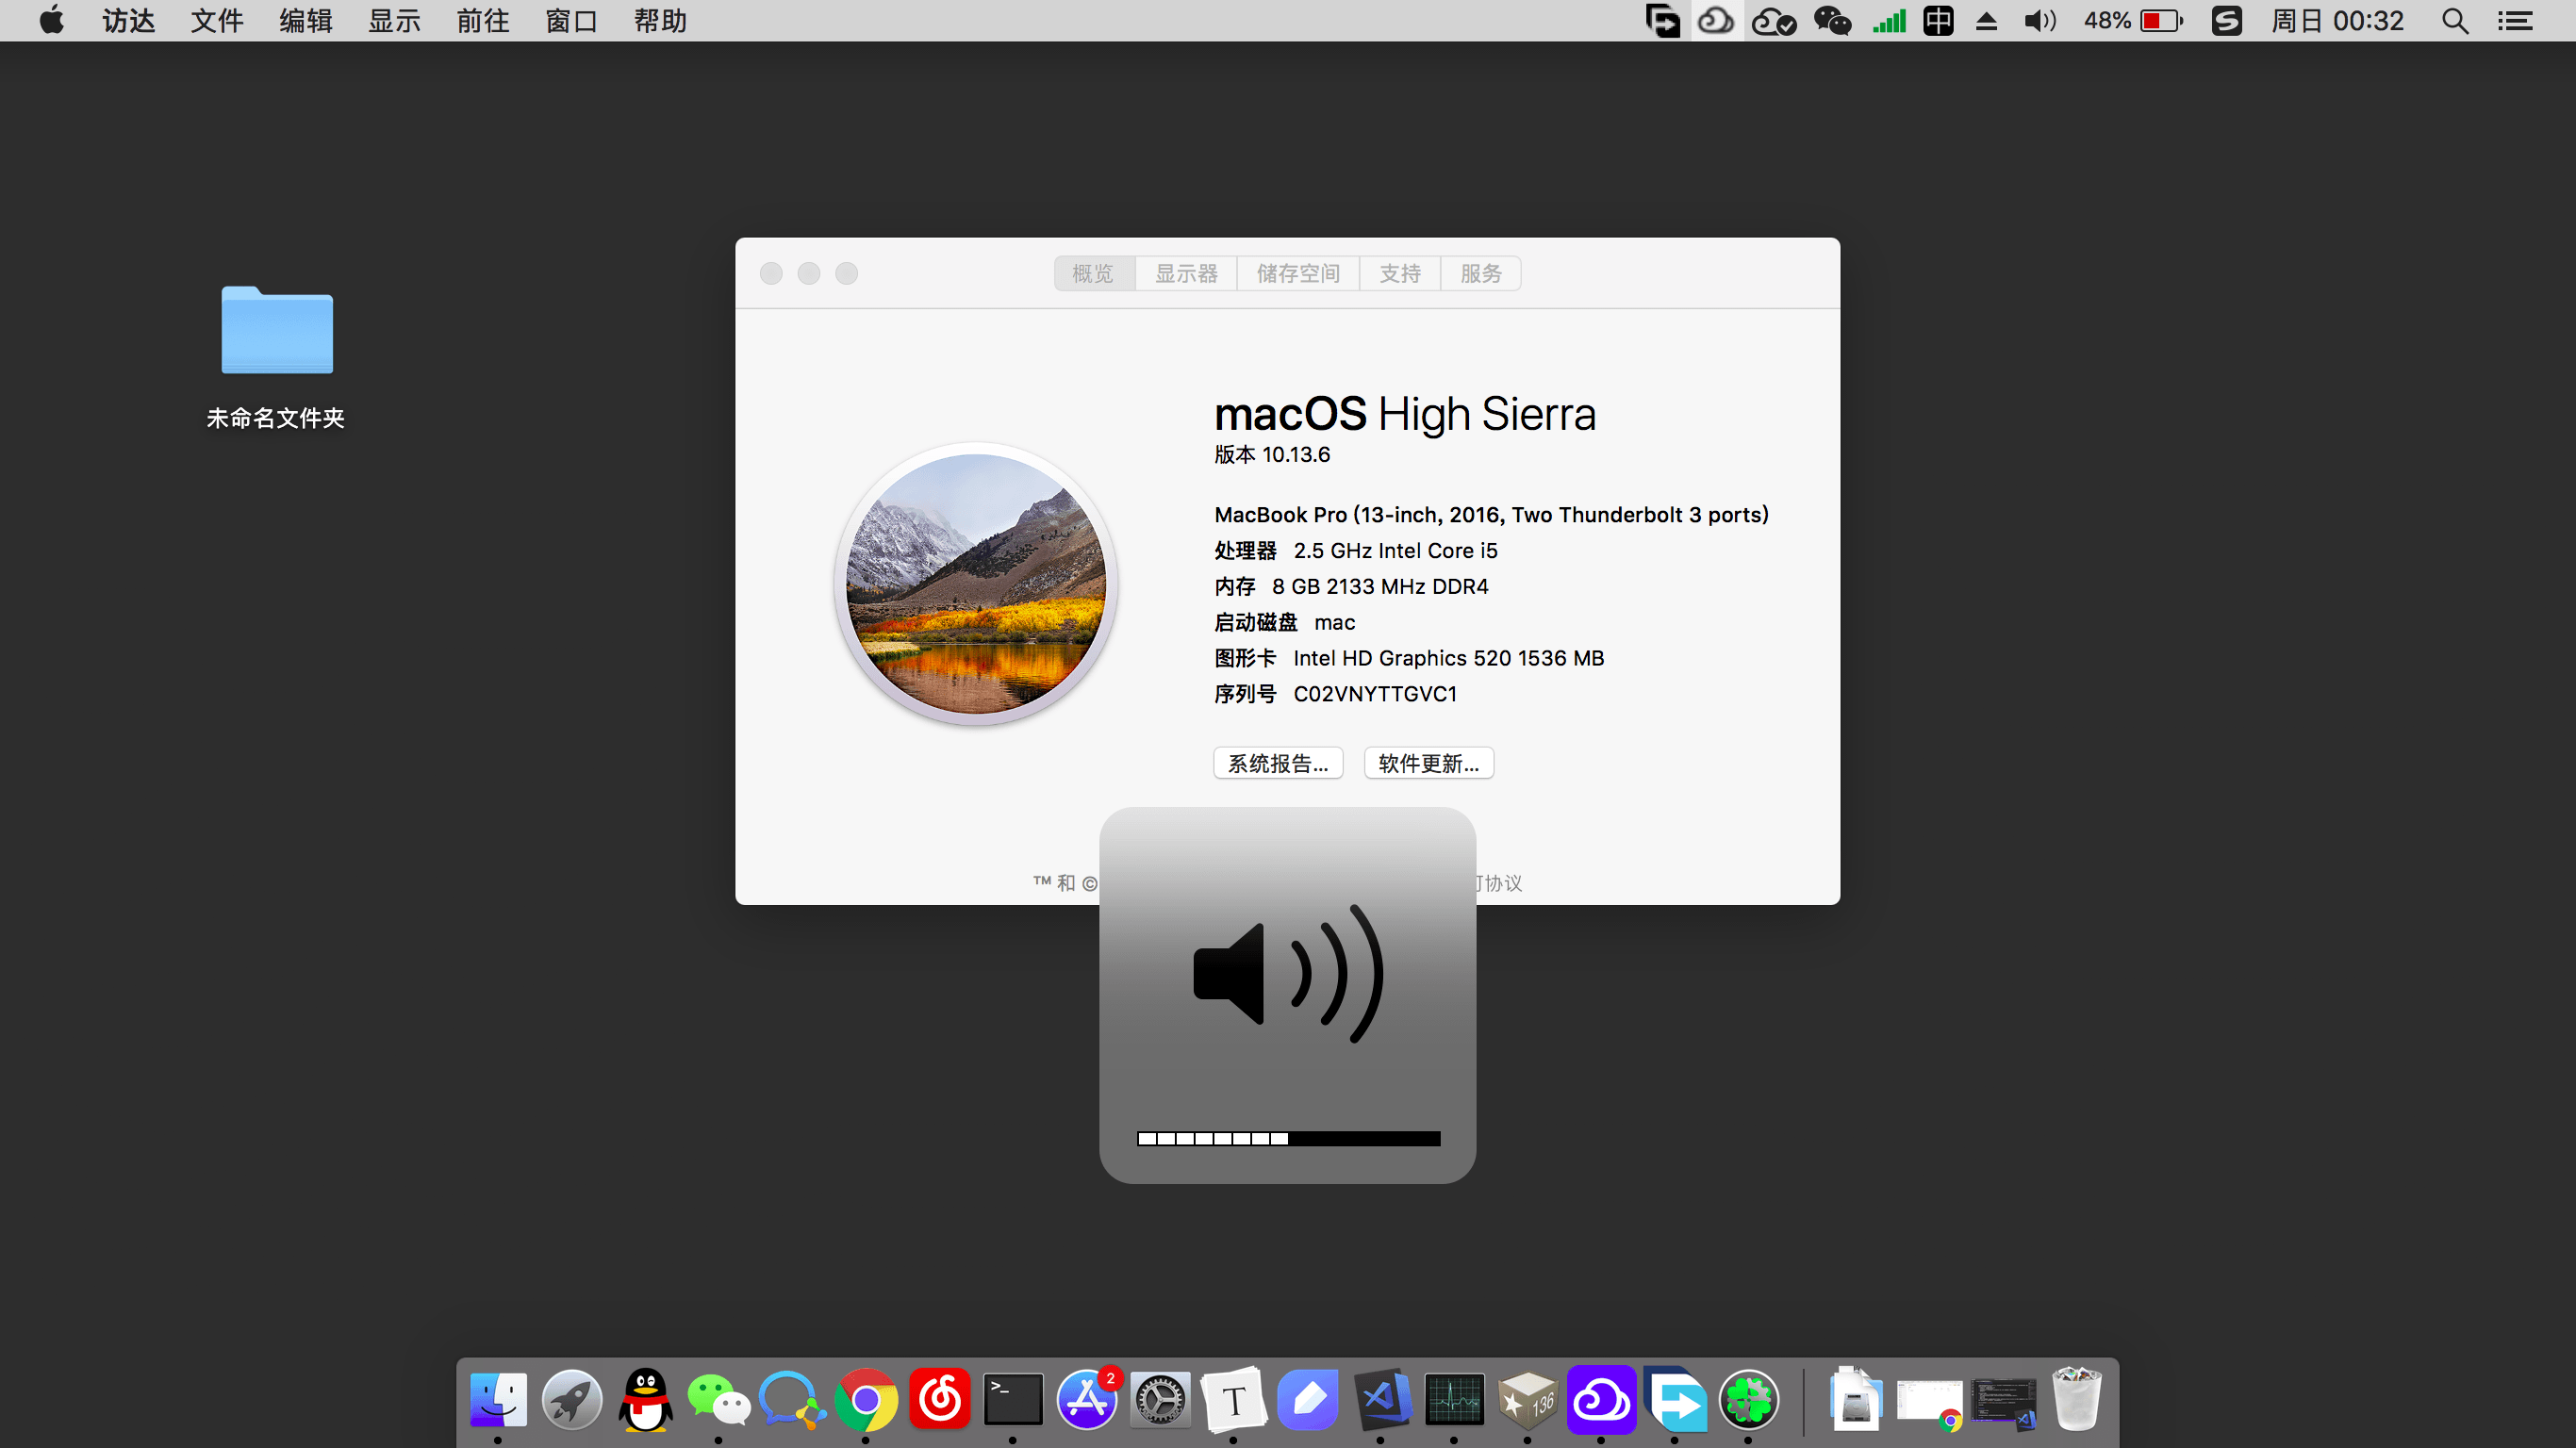 访达 文件 编辑 显示 前往 窗口 帮助 中 48% 周日 00:32
未命名文件夹
概览 显示器 储存空间 支持 服务
macOS High Sierra
版本 10.13.6
MacBook Pro (13-inch, 2016, Two Thunderbolt 3 ports)
处理器 2.5 GHz Intel Core i5
内存 8 GB 2133 MHz DDR4
启动磁盘 mac
图形卡 Intel HD Graphics 520 1536 MB
序列号 C02VNYTTGVC1
系统报告... 软件更新...
™ 和 © 可协议
>_ 2 T 136